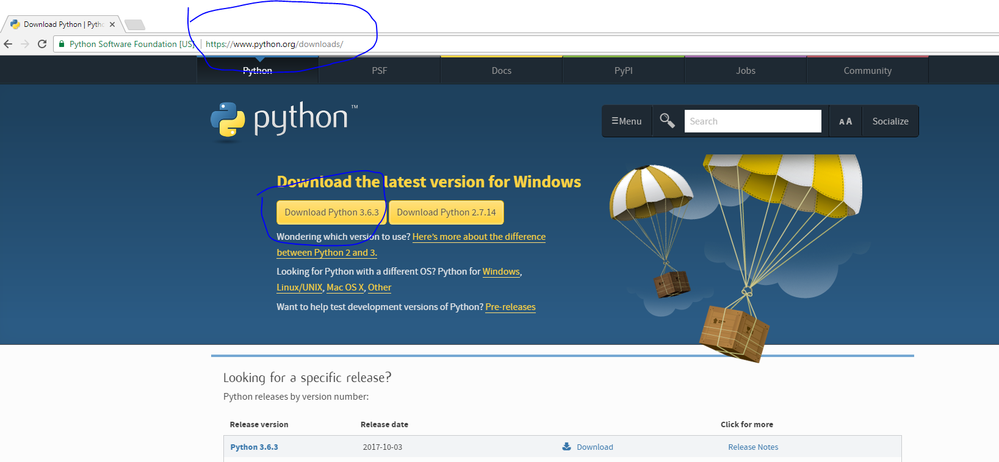 Download Python | Pytho
Python Software Foundation [US] https://www.python.org/downloads/
Python PSF Docs PyPI Jobs Community
python™
Menu Search A A Socialize
Download the latest version for Windows
Download Python 3.6.3 Download Python 2.7.14
Wondering which version to use? Here's more about the difference
between Python 2 and 3.
Looking for Python with a different OS? Python for Windows,
Linux/UNIX, Mac OS X, Other
Want to help test development versions of Python? Pre-releases
Looking for a specific release?
Python releases by version number:
Release version Release date Click for more
Python 3.6.3 2017-10-03 Download Release Notes